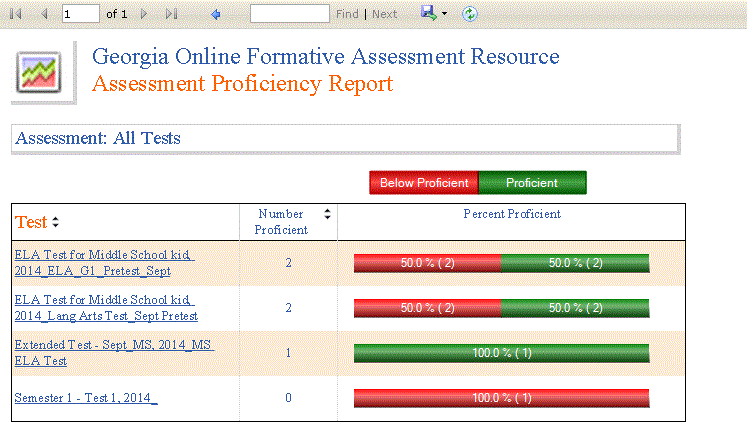 1 of 1 Find | Next
Georgia Online Formative Assessment Resource
Assessment Proficiency Report
Assessment: All Tests
Below Proficient Proficient
Test Number Proficient Percent Proficient
ELA Test for Middle School kid,
2014_ELA_G1_Pretest_Sept
2 50.0 % ( 2) 50.0 % ( 2)
ELA Test for Middle School kid,
2014_Lang Arts Test_Sept Pretest
2 50.0 % ( 2) 50.0 % ( 2)
Extended Test - Sept_MS, 2014_MS
ELA Test
1 100.0 % ( 1)
Semester 1 - Test 1, 2014_ 0 100.0 % ( 1)